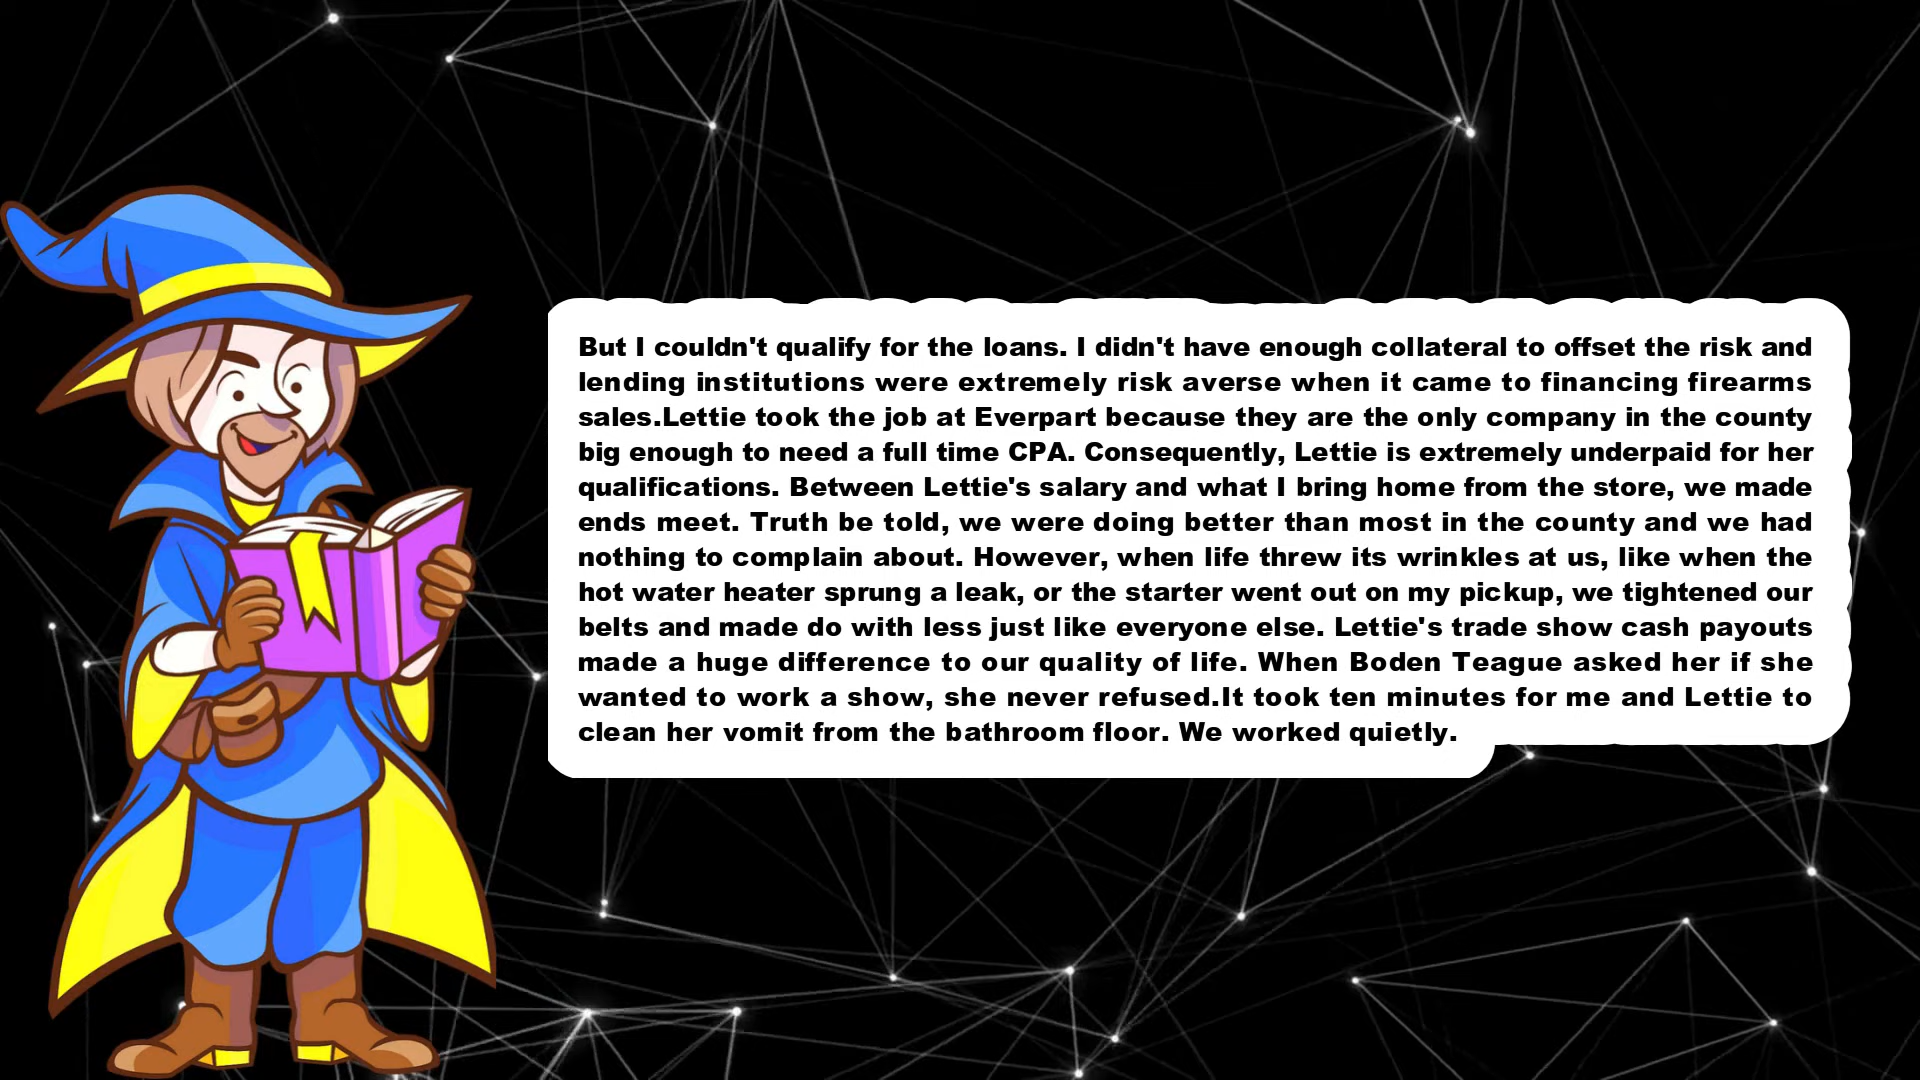 But I couldn't qualify for the loans. I didn't have enough collateral to offset the risk and
lending institutions were extremely risk averse when it came to financing firearms
sales.Lettie took the job at Everpart because they are the only company in the county
big enough to need a full time CPA. Consequently, Lettie is extremely underpaid for her
qualifications. Between Lettie's salary and what I bring home from the store, we made
ends meet. Truth be told, we were doing better than most in the county and we had
nothing to complain about. However, when life threw its wrinkles at us, like when the
hot water heater sprung a leak, or the starter went out on my pickup, we tightened our
belts and made do with less just like everyone else. Lettie's trade show cash payouts
made a huge difference to our quality of life. When Boden Teague asked her if she
wanted to work a show, she never refused.It took ten minutes for me and Lettie to
clean her vomit from the bathroom floor. We worked quietly.